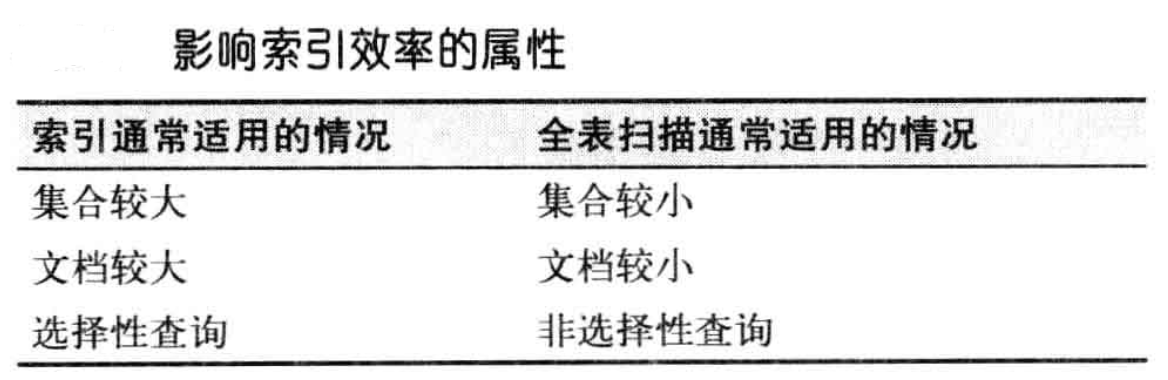 影响索引效率的属性
索引通常适用的情况 全表扫描通常适用的情况
集合较大 集合较小
文档较大 文档较小
选择性查询 非选择性查询